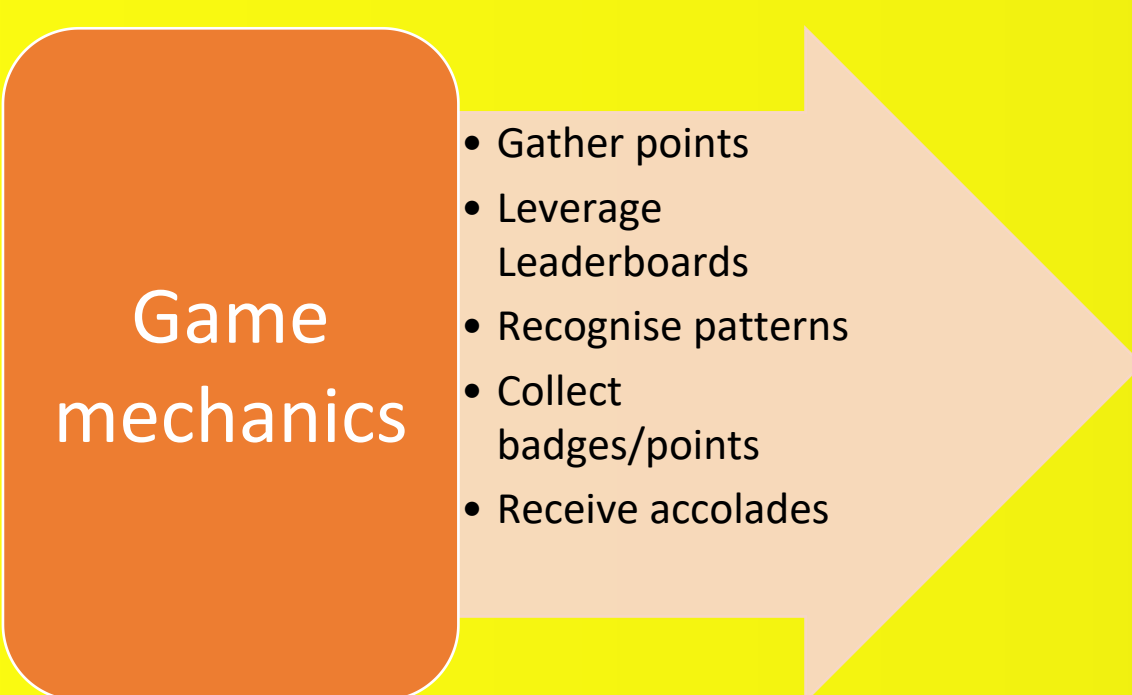 Game
mechanics
• Gather points
• Leverage
Leaderboards
• Recognise patterns
• Collect
badges/points
• Receive accolades